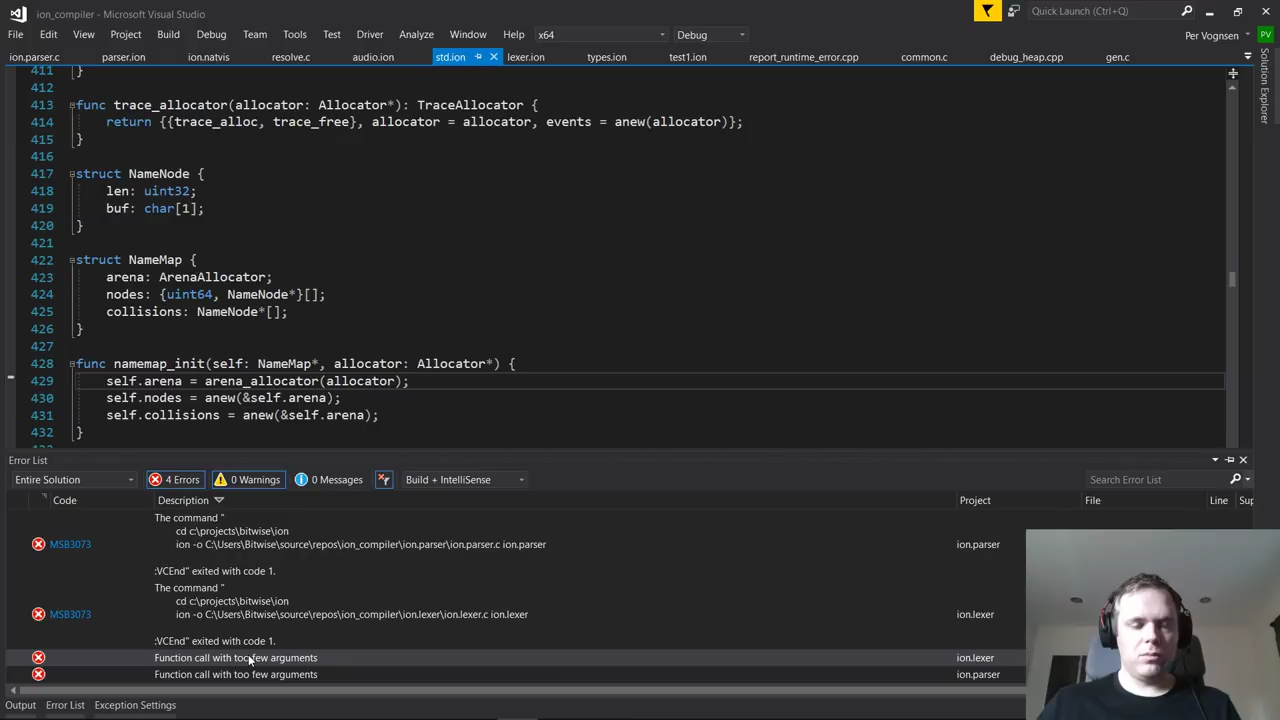 ion_compiler - Microsoft Visual Studio
Quick Launch (Ctrl+Q)
File Edit View Project Build Debug Team Tools Test Driver Analyze Window Help x64 Debug Per Vognsen PV
ion.parser.c parser.ion ion.natvis resolve.c audio.ion std.ion lexer.ion types.ion test1.ion report_runtime_error.cpp common.c debug_heap.cpp gen.c
Solution Explorer
411 }
412
413 func trace_allocator(allocator: Allocator*): TraceAllocator {
414 return {{trace_alloc, trace_free}, allocator = allocator, events = anew(allocator)};
415 }
416
417 struct NameNode {
418 len: uint32;
419 buf: char[1];
420 }
421
422 struct NameMap {
423 arena: ArenaAllocator;
424 nodes: {uint64, NameNode*}[];
425 collisions: NameNode*[];
426 }
427
428 func namemap_init(self: NameMap*, allocator: Allocator*) {
429 self.arena = arena_allocator(allocator);
430 self.nodes = anew(&self.arena);
431 self.collisions = anew(&self.arena);
432 }
Error List
Entire Solution 4 Errors 0 Warnings 0 Messages Build + IntelliSense Search Error List
Code Description Project File Line Sup
The command "
cd c:\projects\bitwise\ion
MSB3073 ion -o C:\Users\Bitwise\source\repos\ion_compiler\ion.parser\ion.parser.c ion.parser ion.parser
:VCEnd" exited with code 1.
The command "
cd c:\projects\bitwise\ion
MSB3073 ion -o C:\Users\Bitwise\source\repos\ion_compiler\ion.lexer\ion.lexer.c ion.lexer ion.lexer
:VCEnd" exited with code 1.
Function call with too few arguments ion.lexer
Function call with too few arguments ion.parser
Output Error List Exception Settings